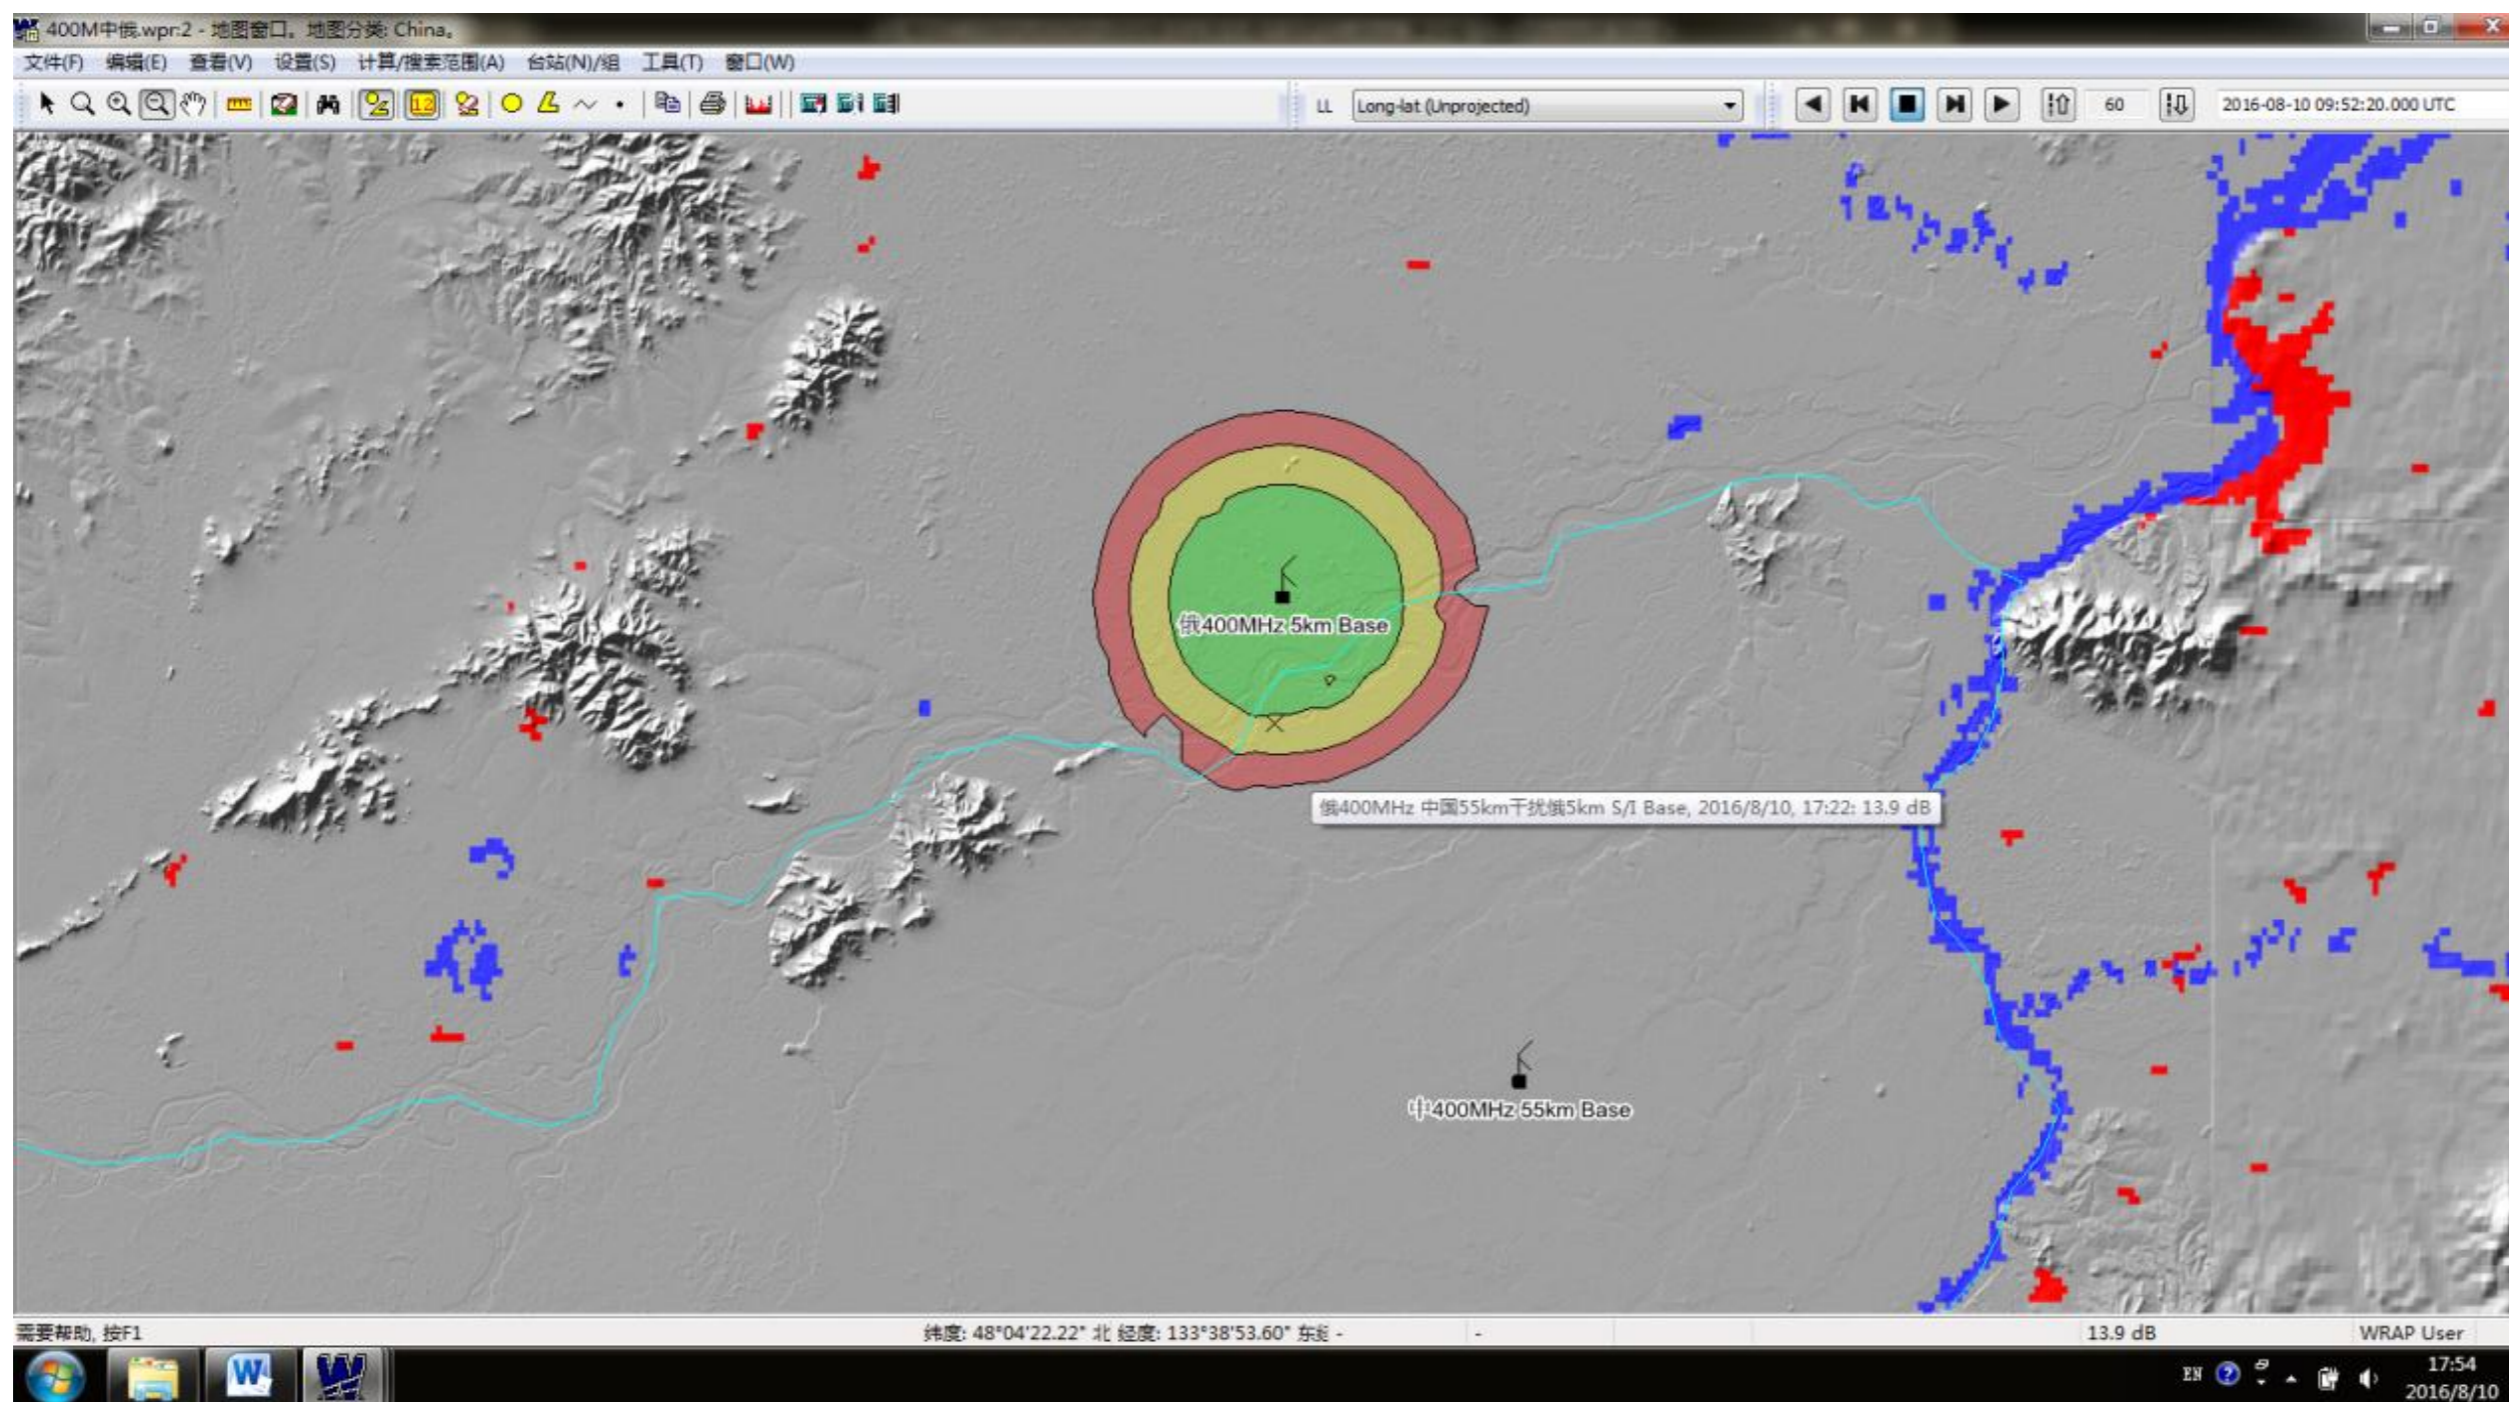 400M中俄.wpr:2 - 地图窗口。地图分类: China。
文件(F) 编辑(E) 查看(V) 设置(S) 计算/搜索范围(A) 台站(N)/组 工具(T) 窗口(W)
12 LL Long-lat (Unprojected) 60 2016-08-10 09:52:20.000 UTC
俄400MHz 5km Base
俄400MHz 中国55km干扰俄5km S/I Base, 2016/8/10, 17:22: 13.9 dB
中400MHz 55km Base
需要帮助, 按F1 纬度: 48°04'22.22" 北 经度: 133°38'53.60" 东经 - - 13.9 dB WRAP User
W W EN ? 17:54
2016/8/10